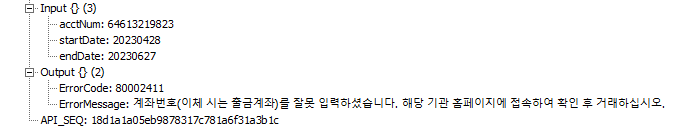 Input {} (3)
acctNum: 64613219823
startDate: 20230428
endDate: 20230627
Output {} (2)
ErrorCode: 80002411
ErrorMessage: 계좌번호(이체 시는 출금계좌)를 잘못 입력하셨습니다. 해당 기관 홈페이지에 접속하여 확인 후 거래하십시오.
API_SEQ: 18d1a1a05eb9878317c781a6f31a3b1c